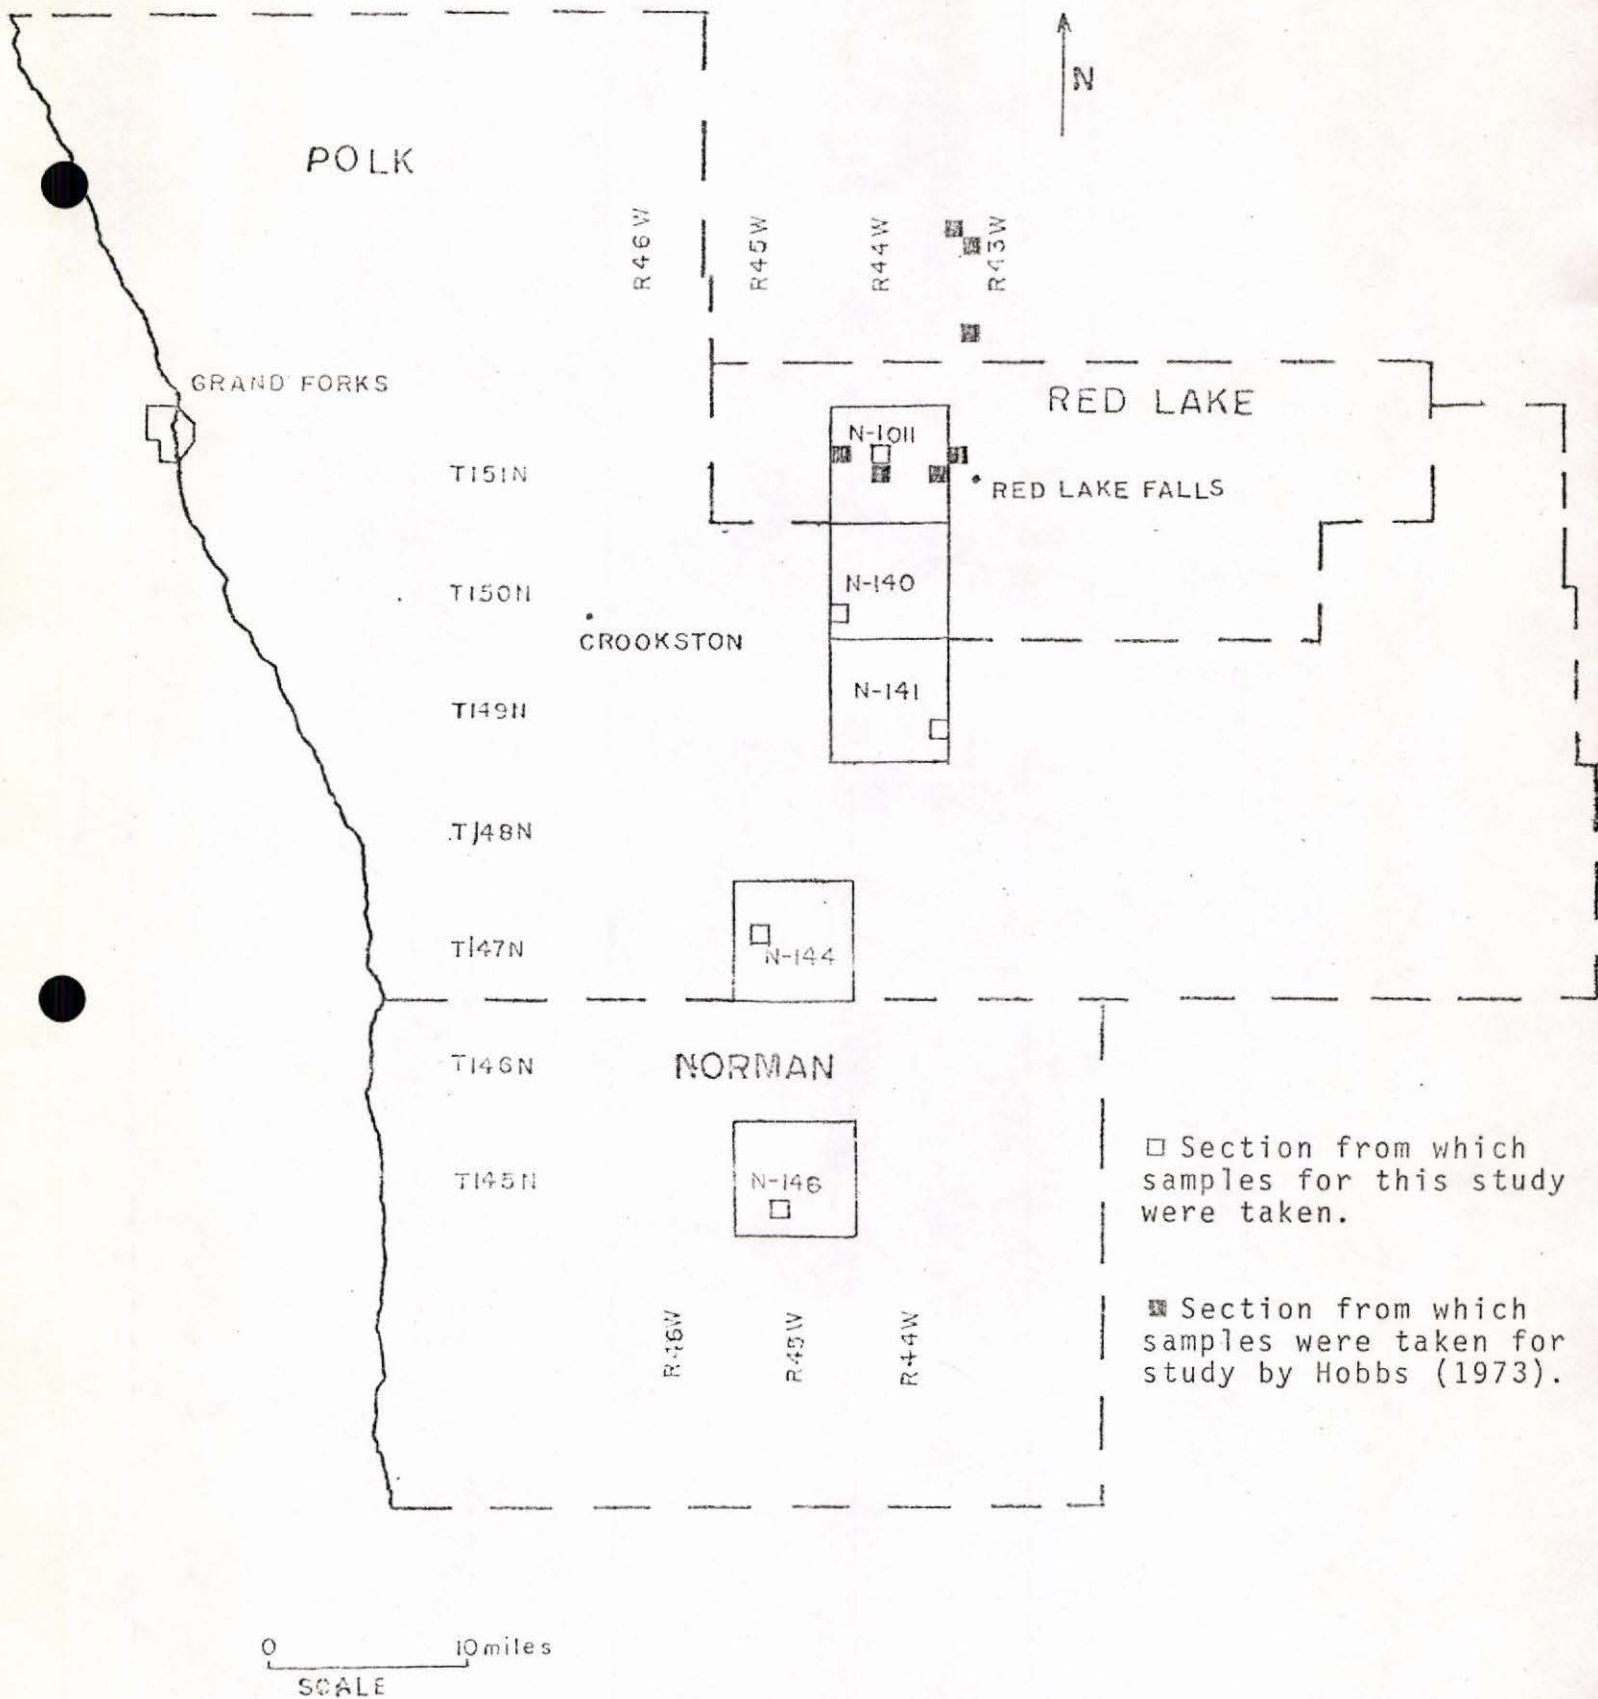 N
POLK
R46W
R45W
R44W
R43W
GRAND FORKS
RED LAKE
N-1011
T151N
RED LAKE FALLS
N-140
T150N
CROOKSTON
N-141
T149N
T148N
T147N
N-144
T146N
NORMAN
T145N
N-146
Section from which
samples for this study
were taken.
Section from which
samples were taken for
study by Hobbs (1973).
R46W
R45W
R44W
0 10 miles
SCALE